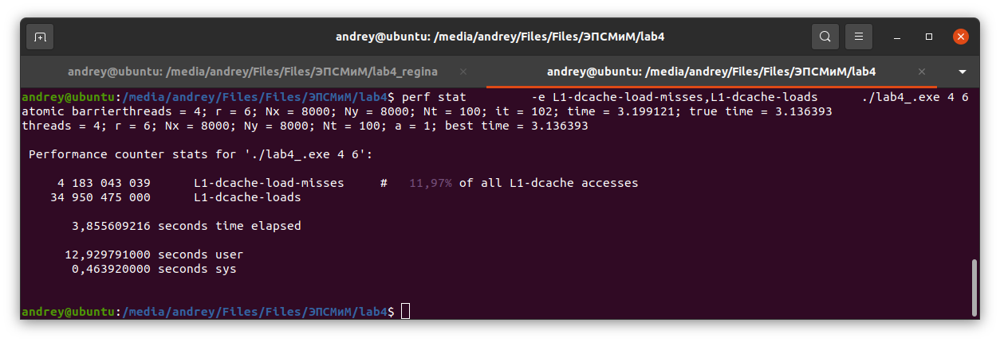 andrey@ubuntu: /media/andrey/Files/Files/ЭПСМиМ/lab4
andrey@ubuntu: /media/andrey/Files/Files/ЭПСМиМ/lab4_regina
andrey@ubuntu: /media/andrey/Files/Files/ЭПСМиМ/lab4
andrey@ubuntu:/media/andrey/Files/Files/ЭПСМиМ/lab4$ perf stat -e L1-dcache-load-misses,L1-dcache-loads ./lab4_.exe 4 6
atomic barrierthreads = 4; r = 6; Nx = 8000; Ny = 8000; Nt = 100; it = 102; time = 3.199121; true time = 3.136393
threads = 4; r = 6; Nx = 8000; Ny = 8000; Nt = 100; a = 1; best time = 3.136393
Performance counter stats for './lab4_.exe 4 6':
4 183 043 039 L1-dcache-load-misses # 11,97% of all L1-dcache accesses
34 950 475 000 L1-dcache-loads
3,855609216 seconds time elapsed
12,929791000 seconds user
0,463920000 seconds sys
andrey@ubuntu:/media/andrey/Files/Files/ЭПСМиМ/lab4$